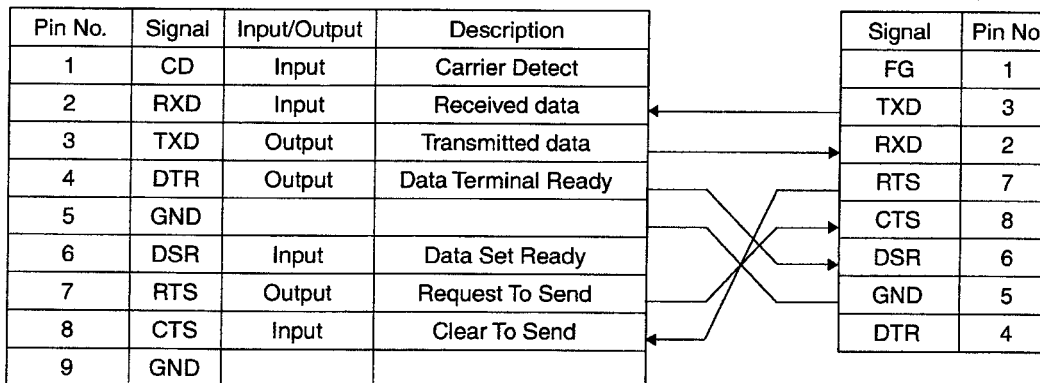 Pin No. Signal Input/Output Description
1 CD Input Carrier Detect
2 RXD Input Received data
3 TXD Output Transmitted data
4 DTR Output Data Terminal Ready
5 GND
6 DSR Input Data Set Ready
7 RTS Output Request To Send
8 CTS Input Clear To Send
9 GND
Signal Pin No
FG 1
TXD 3
RXD 2
RTS 7
CTS 8
DSR 6
GND 5
DTR 4